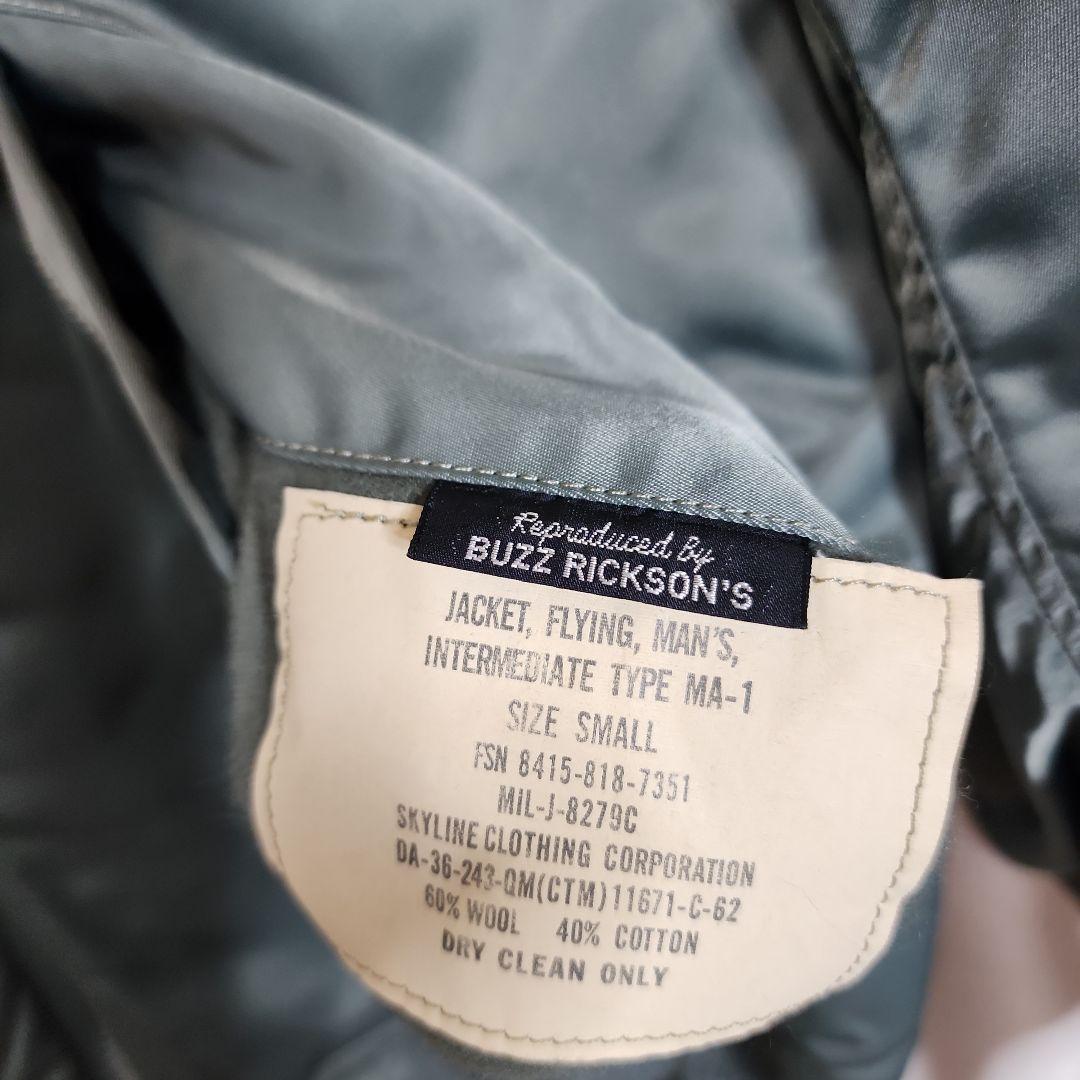 Reproduced By
BUZZ RICKSON'S
JACKET, FLYING, MAN'S,
INTERMEDIATE TYPE MA-1
SIZE SMALL
FSN 8415-818-7351
MIL-J-8279C
SKYLINE CLOTHING CORPORATION
DA-36-243-QM(CTM)11671-C-62
60% WOOL 40% COTTON
DRY CLEAN ONLY